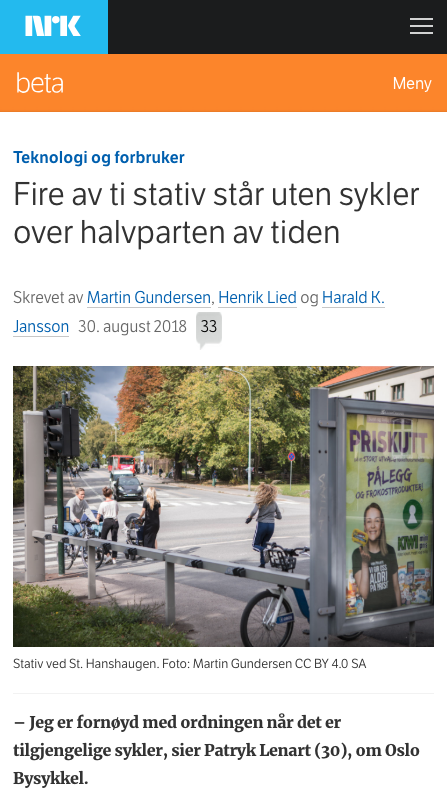 NRK
beta
Meny
Teknologi og forbruker
Fire av ti stativ står uten sykler
over halvparten av tiden
Skrevet av Martin Gundersen, Henrik Lied og Harald K.
Jansson 30. august 2018 33
PRISKUTT
PÅLEGG
OG FROKOSTPRODUKTER!
KIWI
Stativ ved St. Hanshaugen. Foto: Martin Gundersen CC BY 4.0 SA
– Jeg er fornøyd med ordningen når det er
tilgjengelige sykler, sier Patryk Lenart (30), om Oslo
Bysykkel.